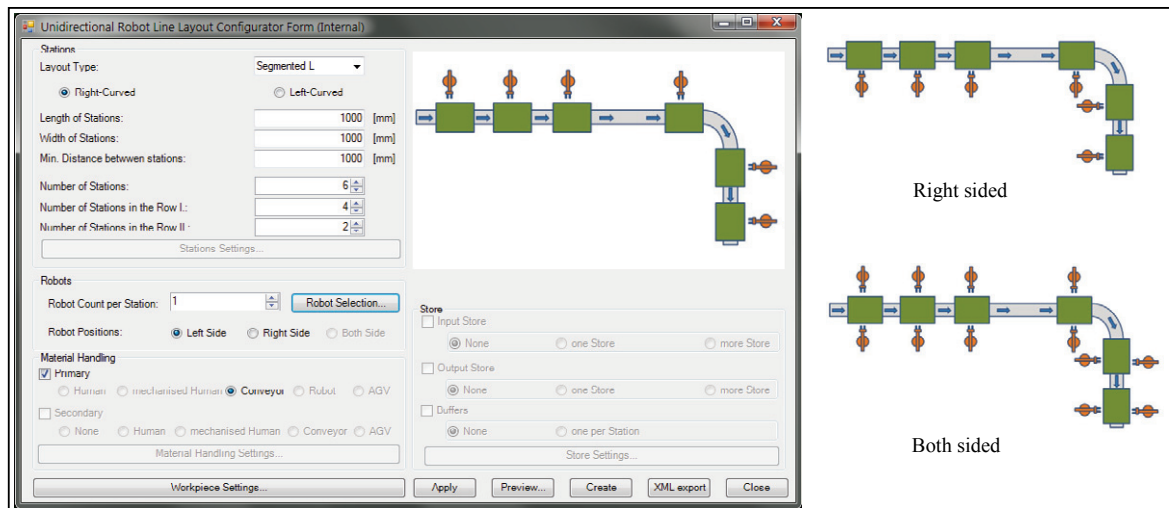 Unidirectional Robot Line Layout Configurator Form (Internal)
Stations
Layout Type: Segmented L
Right-Curved Left-Curved
Length of Stations: 1000 [mm]
Width of Stations: 1000 [mm]
Min. Distance betwwen stations: 1000 [mm]
Number of Stations: 6
Number of Stations in the Row I.: 4
Number of Stations in the Row II.: 2
Stations Settings...
Robots
Robot Count per Station: 1 Robot Selection...
Robot Positions: Left Side Right Side Both Side
Material Handling
Primary
Human mechanised Human Conveyor Robot AGV
Secondary
None Human mechanised Human Conveyor AGV
Material Handling Settings...
Workpiece Settings...
Store
Input Store
None one Store more Store
Output Store
None one Store more Store
Buffers
None one per Station
Store Settings...
Apply Preview... Create XML export Close
Right sided
Both sided